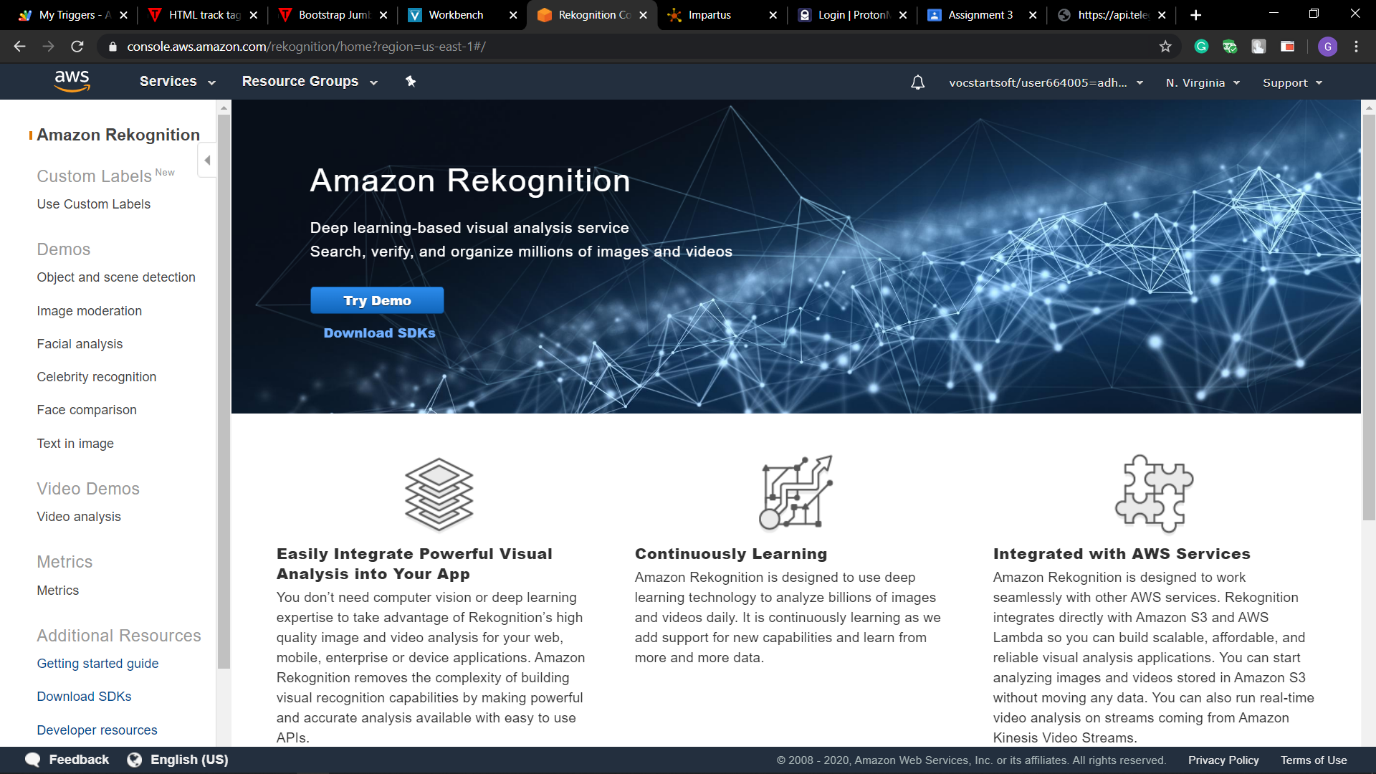 My Triggers - A
HTML track tag
Bootstrap Jumb
Workbench
Rekognition Co
Impartus
Login | ProtonM
Assignment 3
https://api.tele
console.aws.amazon.com/rekognition/home?region=us-east-1#/
G
aws
Services
Resource Groups
vocstartsoft/user664005=adh...
N. Virginia
Support
Amazon Rekognition
Custom Labels New
Use Custom Labels
Demos
Object and scene detection
Image moderation
Facial analysis
Celebrity recognition
Face comparison
Text in image
Video Demos
Video analysis
Metrics
Metrics
Additional Resources
Getting started guide
Download SDKs
Developer resources
Amazon Rekognition
Deep learning-based visual analysis service
Search, verify, and organize millions of images and videos
Try Demo
Download SDKs
Easily Integrate Powerful Visual
Analysis into Your App
You don't need computer vision or deep learning
expertise to take advantage of Rekognition's high
quality image and video analysis for your web,
mobile, enterprise or device applications. Amazon
Rekognition removes the complexity of building
visual recognition capabilities by making powerful
and accurate analysis available with easy to use
APIs.
Continuously Learning
Amazon Rekognition is designed to use deep
learning technology to analyze billions of images
and videos daily. It is continuously learning as we
add support for new capabilities and learn from
more and more data.
Integrated with AWS Services
Amazon Rekognition is designed to work
seamlessly with other AWS services. Rekognition
integrates directly with Amazon S3 and AWS
Lambda so you can build scalable, affordable, and
reliable visual analysis applications. You can start
analyzing images and videos stored in Amazon S3
without moving any data. You can also run real-time
video analysis on streams coming from Amazon
Kinesis Video Streams.
Feedback
English (US)
© 2008 - 2020, Amazon Web Services, Inc. or its affiliates. All rights reserved.
Privacy Policy
Terms of Use